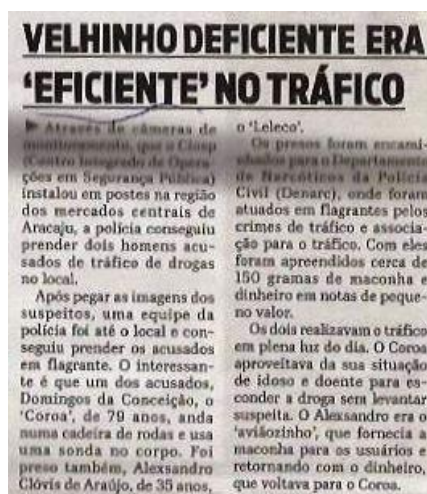 VELHINHO DEFICIENTE ERA
'EFICIENTE' NO TRÁFICO
► Através de câmeras de
monitoramento, que o Ciosp
(Centro Integrado de Opera-
ções em Segurança Pública)
instalou em postes na região
dos mercados centrais de
Aracaju, a polícia conseguiu
prender dois homens acu-
sados de tráfico de drogas
no local.
Após pegar as imagens dos
suspeitos, uma equipe da
polícia foi até o local e con-
seguiu prender os acusados
em flagrante. O interessan-
te é que um dos acusados,
Domingos da Conceição, o
'Coroa', de 79 anos, anda
numa cadeira de rodas e usa
uma sonda no corpo. Foi
preso também, Alexsandro
Clóvis de Araújo, de 35 anos,
o 'Leleco'.
Os presos foram encami-
nhados para o Departamento
de Narcóticos da Polícia
Civil (Denarc), onde foram
atuados em flagrantes pelos
crimes de tráfico e associa-
ção para o tráfico. Com eles
foram apreendidos cerca de
150 gramas de maconha e
dinheiro em notas de peque-
no valor.
Os dois realizavam o tráfico
em plena luz do dia. O Coroa
aproveitava da sua situação
de idoso e doente para es-
conder a droga sem levantar
suspeita. O Alexsandro era o
'aviãozinho', que fornecia a
maconha para os usuários e
retornando com o dinheiro,
que voltava para o Coroa.